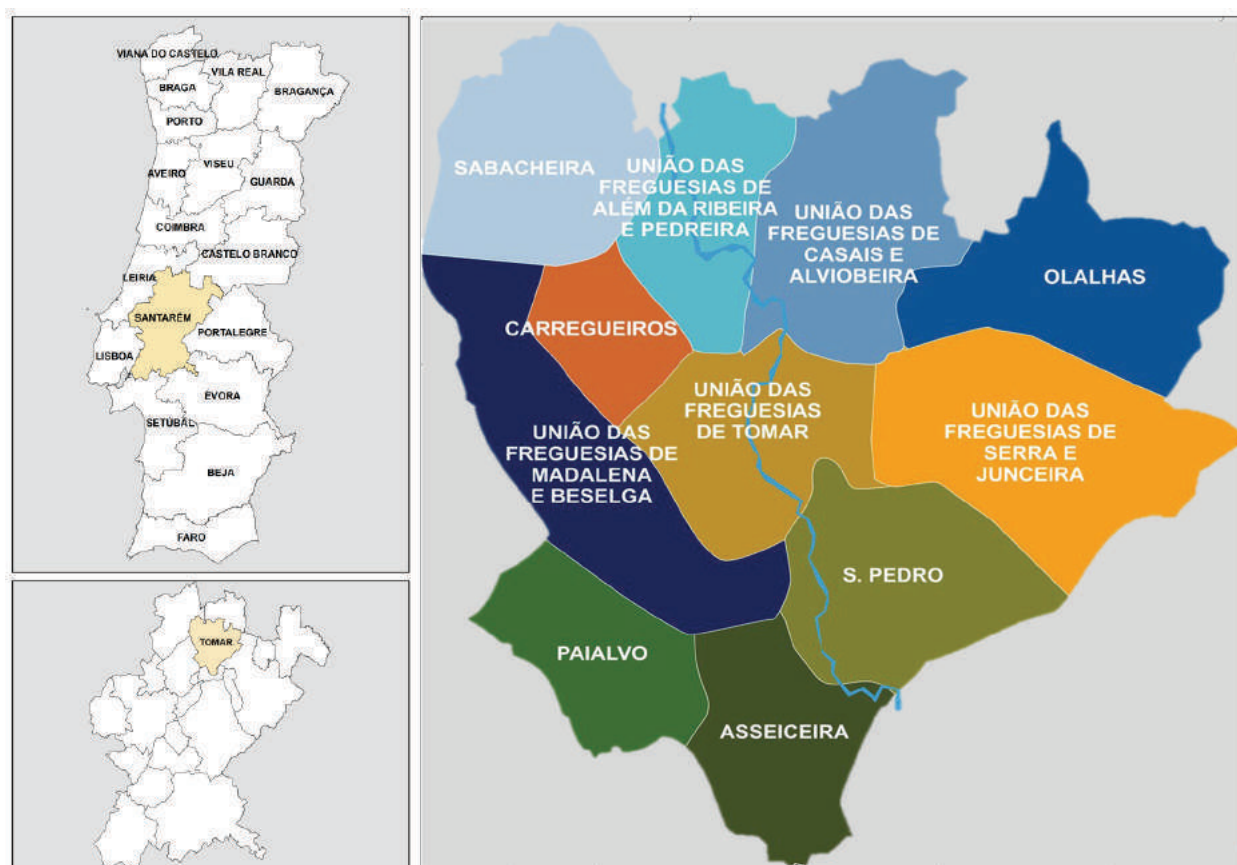 VIANA DO CASTELO
VILA REAL
BRAGANÇA
BRAGA
PORTO
VISEU
AVEIRO
GUARDA
COIMBRA
CASTELO BRANCO
LEIRIA
SANTARÉM
PORTALEGRE
LISBOA
ÉVORA
SETÚBAL
BEJA
FARO
TOMAR
SABACHEIRA
UNIÃO DAS
FREGUESIAS DE
ALÉM DA RIBEIRA
E PEDREIRA
UNIÃO DAS
FREGUESIAS DE
CASAIS E
ALVIOBEIRA
OLALHAS
CARREGUEIROS
UNIÃO DAS
FREGUESIAS
DE TOMAR
UNIÃO DAS
FREGUESIAS DE
SERRA E
JUNCEIRA
UNIÃO DAS
FREGUESIAS DE
MADALENA
E BESELGA
S. PEDRO
PAIALVO
ASSEICEIRA